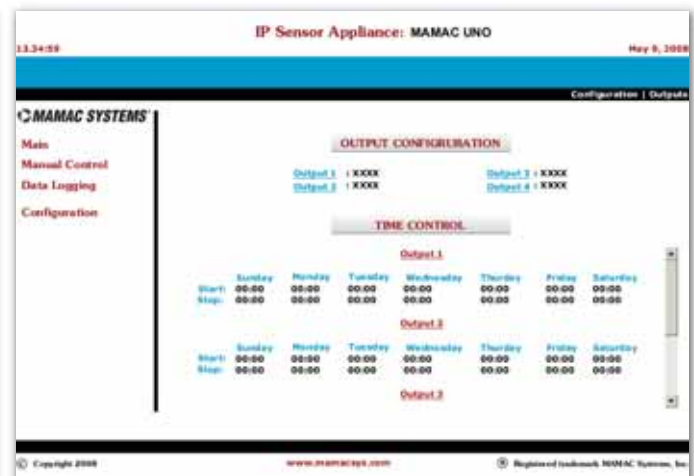 IP Sensor Appliance: MAMAC UNO
13.34:59 May 9, 2008
Configuration | Outputs
MAMAC SYSTEMS
Main
Manual Control
Data Logging
Configuration
OUTPUT CONFIGRURATION
Output 1 : XXXX Output 3 : XXXX
Output 2 : XXXX Output 4 : XXXX
TIME CONTROL
Output 1
Sunday Monday Tuesday Wednesday Thursday Friday Saturday
Start: 00:00 00:00 00:00 00:00 00:00 00:00 00:00
Stop: 00:00 00:00 00:00 00:00 00:00 00:00 00:00
Output 2
Sunday Monday Tuesday Wednesday Thursday Friday Saturday
Start: 00:00 00:00 00:00 00:00 00:00 00:00 00:00
Stop: 00:00 00:00 00:00 00:00 00:00 00:00 00:00
Output 3
© Copyright 2008 www.mamacsys.com ® Registered trademark MAMAC Systems, Inc